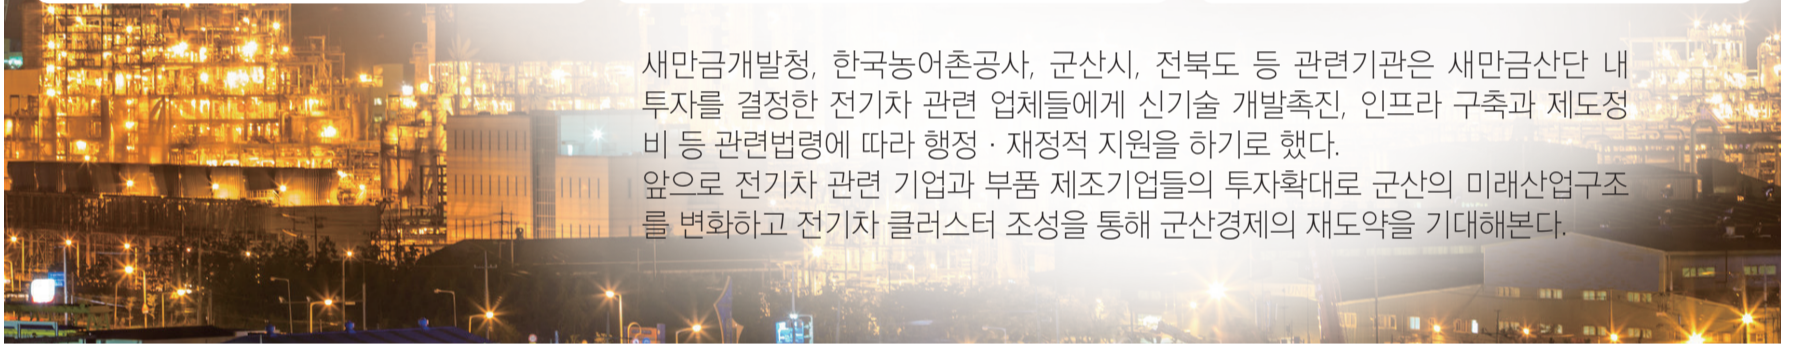 새만금개발청, 한국농어촌공사, 군산시, 전북도 등 관련기관은 새만금산단 내
투자를 결정한 전기차 관련 업체들에게 신기술 개발촉진, 인프라 구축과 제도정
비 등 관련법령에 따라 행정 · 재정적 지원을 하기로 했다.
앞으로 전기차 관련 기업과 부품 제조기업들의 투자확대로 군산의 미래산업구조
를 변화하고 전기차 클러스터 조성을 통해 군산경제의 재도약을 기대해본다.